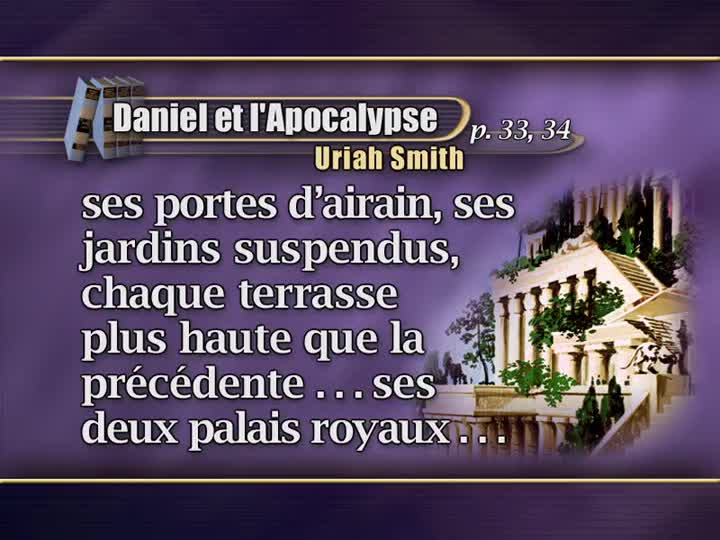 Daniel et l'Apocalypse p. 33, 34
Uriah Smith
ses portes d’airain, ses
jardins suspendus,
chaque terrasse
plus haute que la
précédente . . . ses
deux palais royaux . . .